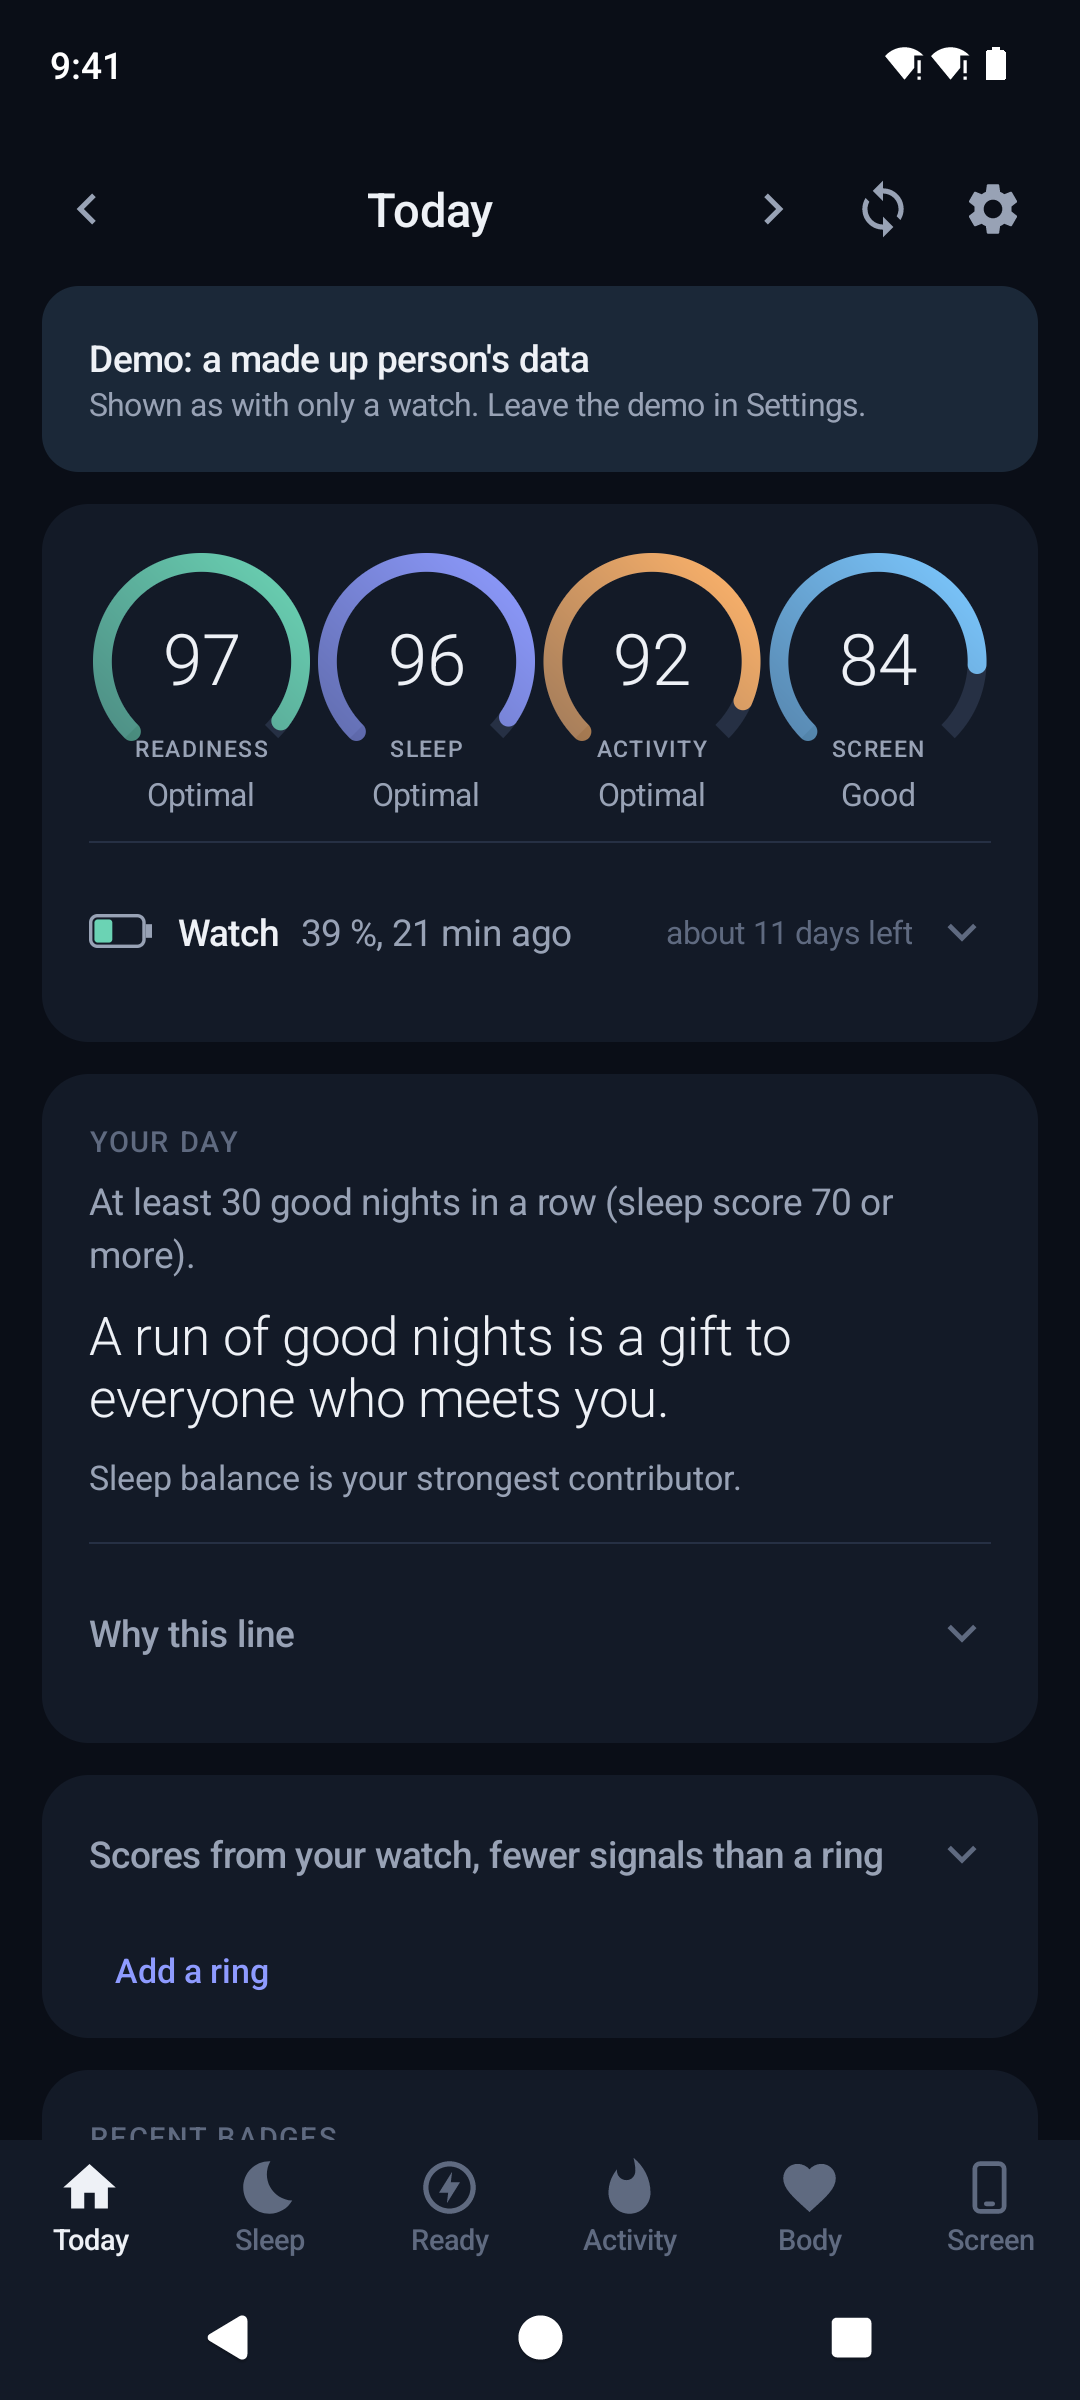 9:41
Today
Demo: a made up person's data
Shown as with only a watch. Leave the demo in Settings.
97 96 92 84
READINESS SLEEP ACTIVITY SCREEN
Optimal Optimal Optimal Good
Watch 39 %, 21 min ago about 11 days left
YOUR DAY
At least 30 good nights in a row (sleep score 70 or
more).
A run of good nights is a gift to
everyone who meets you.
Sleep balance is your strongest contributor.
Why this line
Scores from your watch, fewer signals than a ring
Add a ring
RECENT BADGES
Today Sleep Ready Activity Body Screen